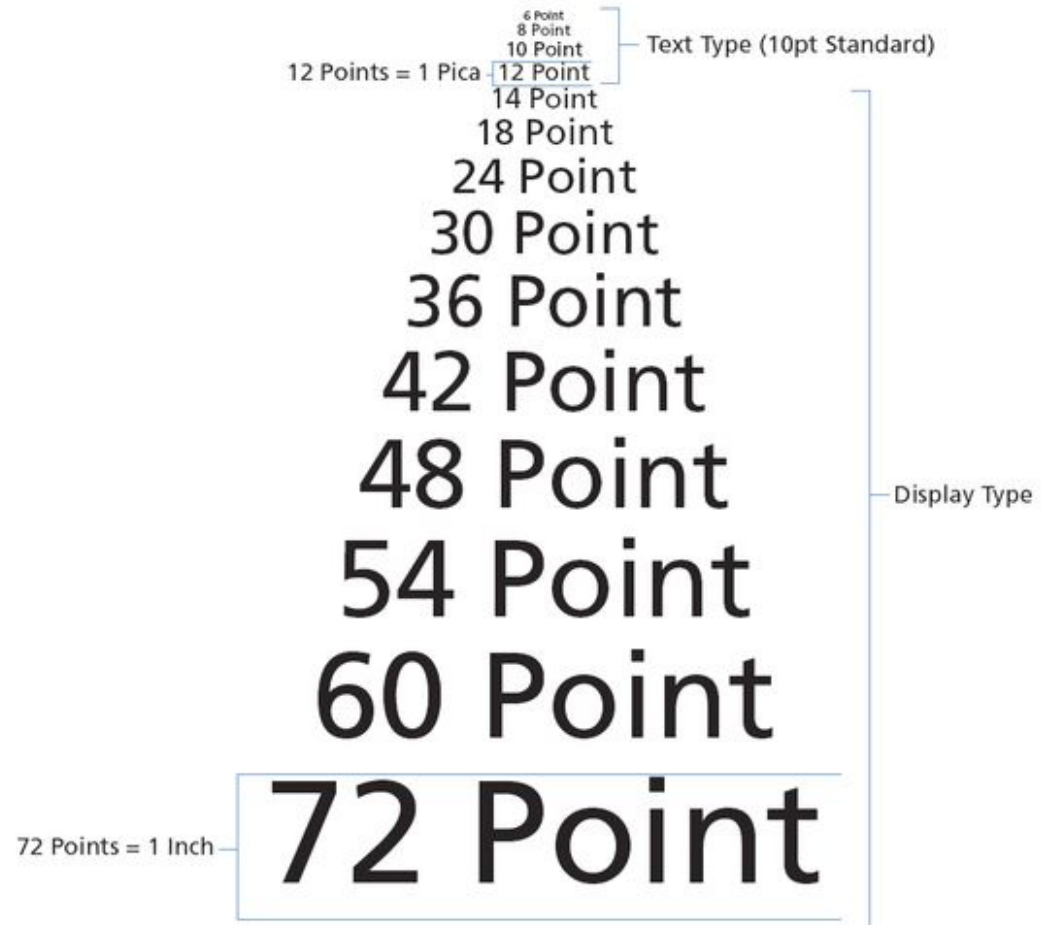 6 Point
8 Point
10 Point
Text Type (10pt Standard)
12 Points = 1 Pica
12 Point
14 Point
18 Point
24 Point
30 Point
36 Point
42 Point
48 Point
Display Type
54 Point
60 Point
72 Point
72 Points = 1 Inch